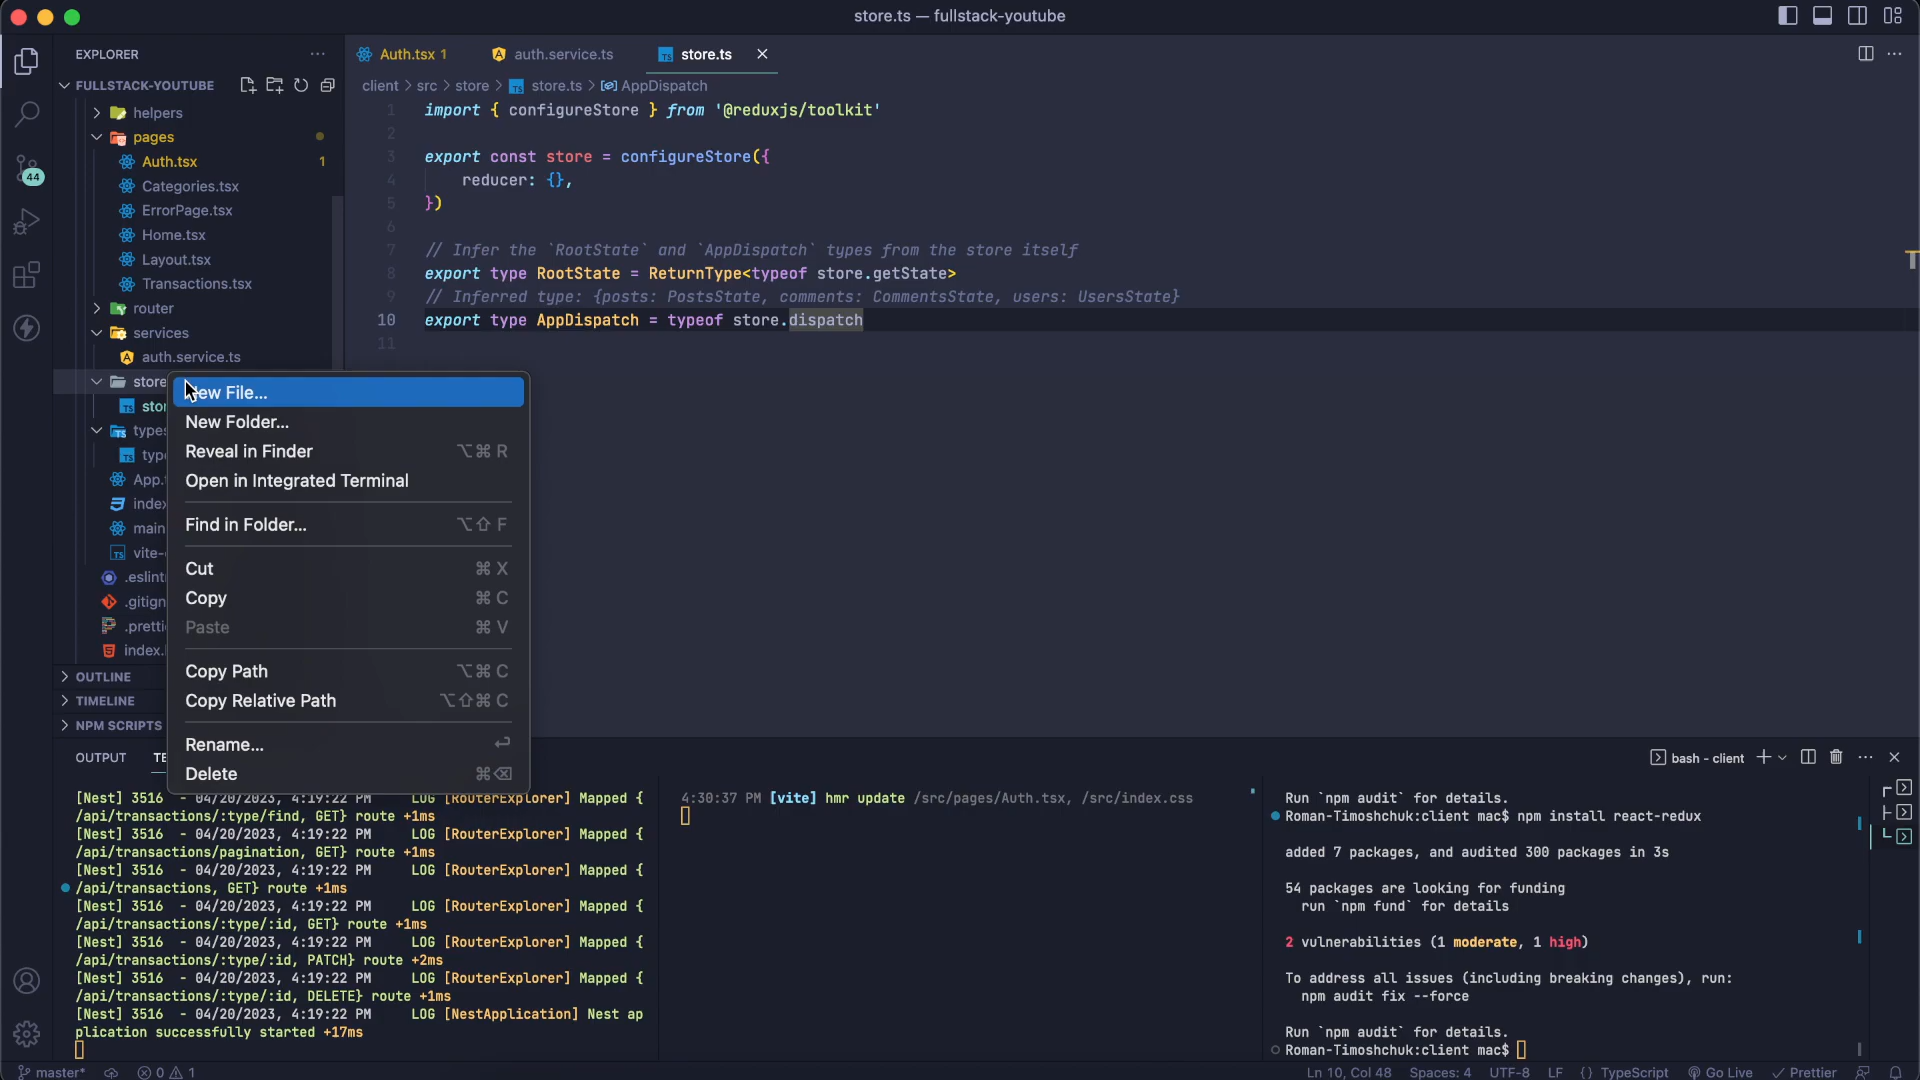 store.ts — fullstack-youtube
EXPLORER
FULLSTACK-YOUTUBE
helpers
pages
Auth.tsx 1
Categories.tsx
ErrorPage.tsx
Home.tsx
Layout.tsx
Transactions.tsx
router
services
auth.service.ts
store
types
44
OUTLINE
TIMELINE
NPM SCRIPTS
New File...
New Folder...
Reveal in Finder ⌥⌘ R
Open in Integrated Terminal
Find in Folder... ⌥⇧ F
Cut ⌘ X
Copy ⌘ C
Paste ⌘ V
Copy Path ⌥⌘ C
Copy Relative Path ⌥⇧⌘ C
Rename... ↩
Delete ⌘⌫
Auth.tsx 1 auth.service.ts store.ts
client > src > store > store.ts > AppDispatch
1 import { configureStore } from '@reduxjs/toolkit'
2
3 export const store = configureStore({
4 reducer: {},
5 })
6
7 // Infer the `RootState` and `AppDispatch` types from the store itself
8 export type RootState = ReturnType<typeof store.getState>
9 // Inferred type: {posts: PostsState, comments: CommentsState, users: UsersState}
10 export type AppDispatch = typeof store.dispatch
11
OUTPUT
bash - client
[Nest] 3516 - 04/20/2023, 4:19:22 PM LOG [RouterExplorer] Mapped {
/api/transactions/:type/find, GET} route +1ms
[Nest] 3516 - 04/20/2023, 4:19:22 PM LOG [RouterExplorer] Mapped {
/api/transactions/pagination, GET} route +1ms
[Nest] 3516 - 04/20/2023, 4:19:22 PM LOG [RouterExplorer] Mapped {
/api/transactions, GET} route +1ms
[Nest] 3516 - 04/20/2023, 4:19:22 PM LOG [RouterExplorer] Mapped {
/api/transactions/:type/:id, GET} route +1ms
[Nest] 3516 - 04/20/2023, 4:19:22 PM LOG [RouterExplorer] Mapped {
/api/transactions/:type/:id, PATCH} route +2ms
[Nest] 3516 - 04/20/2023, 4:19:22 PM LOG [RouterExplorer] Mapped {
/api/transactions/:type/:id, DELETE} route +1ms
[Nest] 3516 - 04/20/2023, 4:19:22 PM LOG [NestApplication] Nest ap
plication successfully started +17ms
4:30:37 PM [vite] hmr update /src/pages/Auth.tsx, /src/index.css
Run `npm audit` for details.
Roman-Timoshchuk:client mac$ npm install react-redux
added 7 packages, and audited 300 packages in 3s
54 packages are looking for funding
run `npm fund` for details
2 vulnerabilities (1 moderate, 1 high)
To address all issues (including breaking changes), run:
npm audit fix --force
Run `npm audit` for details.
Roman-Timoshchuk:client mac$
master* 0 1 Ln 10, Col 48 Spaces: 4 UTF-8 LF {} TypeScript Go Live Prettier